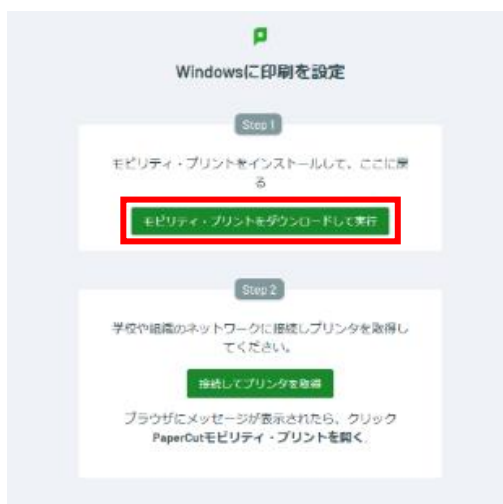 Windowsに印刷を設定
Step 1
モビリティ・プリントをインストールして、ここに戻
る
モビリティ・プリントをダウンロードして実行
Step 2
学校や組織のネットワークに接続しプリンタを取得し
てください。
接続してプリンタを取得
ブラウザにメッセージが表示されたら、クリック
PaperCutモビリティ・プリントを開く.